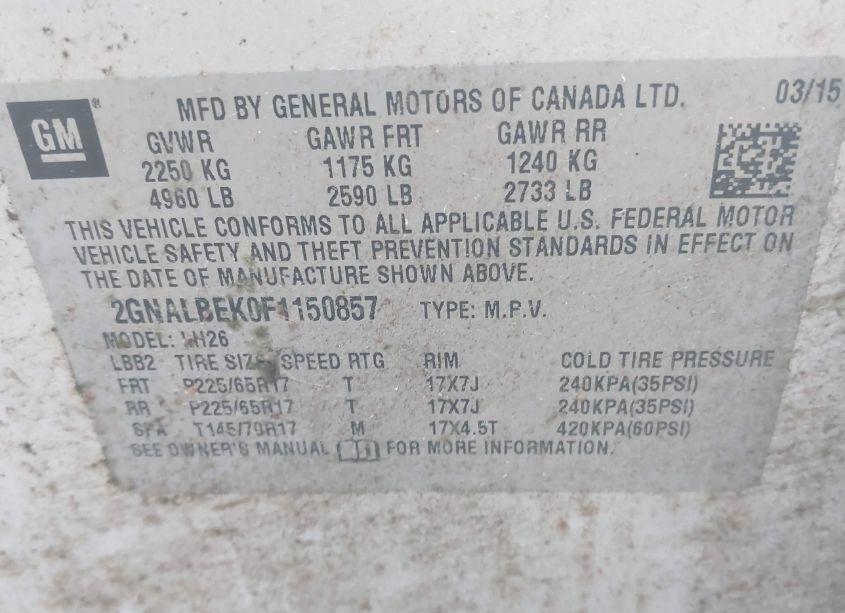 GM ®
MFD BY GENERAL MOTORS OF CANADA LTD. 03/15
GVWR GAWR FRT GAWR RR
2250 KG 1175 KG 1240 KG
4960 LB 2590 LB 2733 LB
THIS VEHICLE CONFORMS TO ALL APPLICABLE U.S. FEDERAL MOTOR
VEHICLE SAFETY AND THEFT PREVENTION STANDARDS IN EFFECT ON
THE DATE OF MANUFACTURE SHOWN ABOVE.
2GNALBEK0F1150857 TYPE: M.P.V.
MODEL: LH26
LBB2 TIRE SIZE SPEED RTG RIM COLD TIRE PRESSURE
FRT P225/65R17 T 17X7J 240KPA(35PSI)
RR P225/65R17 T 17X7J 240KPA(35PSI)
SPA T145/70R17 M 17X4.5T 420KPA(60PSI)
SEE OWNER'S MANUAL FOR MORE INFORMATION.